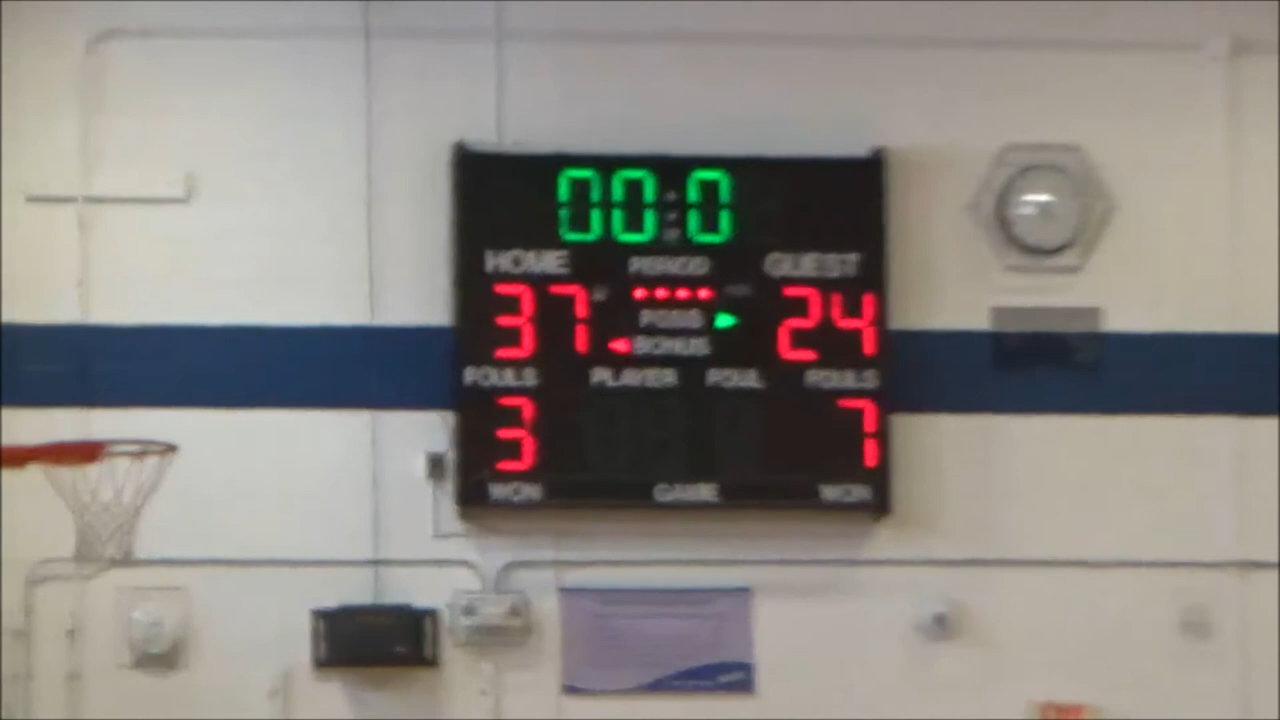 00:0
HOME PERIOD GUEST
37 24
POSS
BONUS
FOULS PLAYER FOUL FOULS
3 7
WON GAME WON